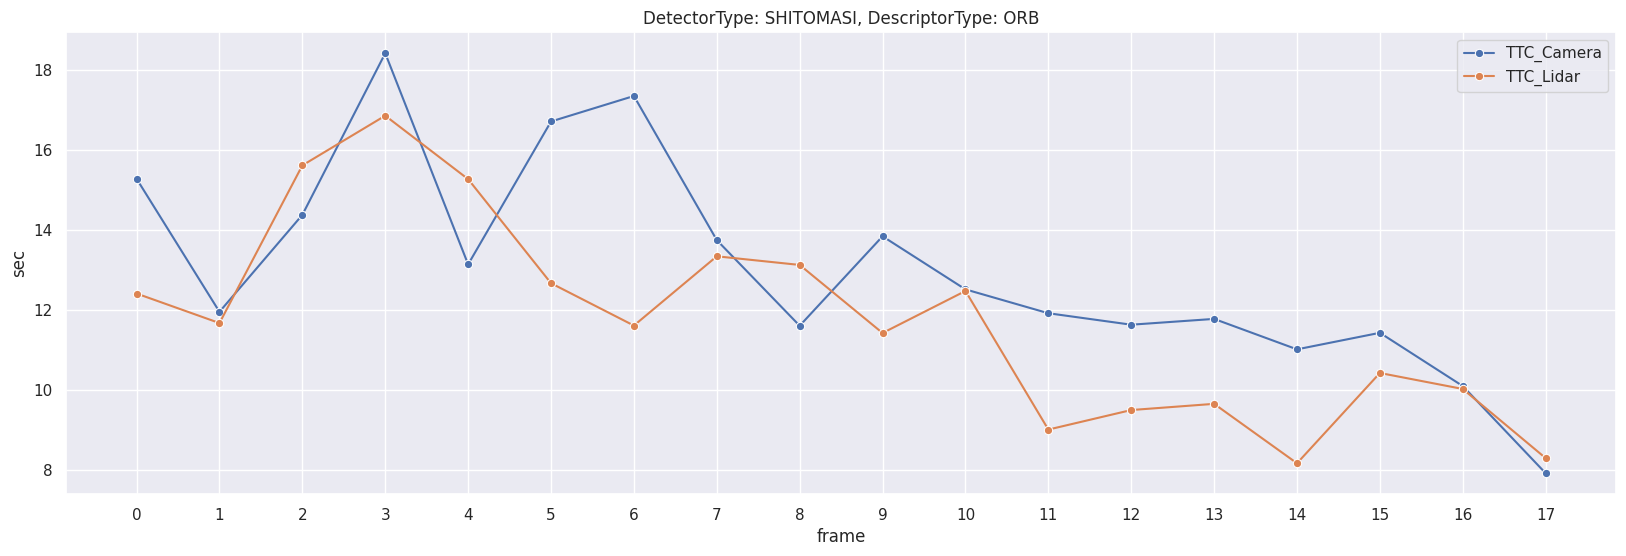 DetectorType: SHITOMASI, DescriptorType: ORB
TTC_Camera
TTC_Lidar
sec
18
16
14
12
10
8
0 1 2 3 4 5 6 7 8 9 10 11 12 13 14 15 16 17
frame